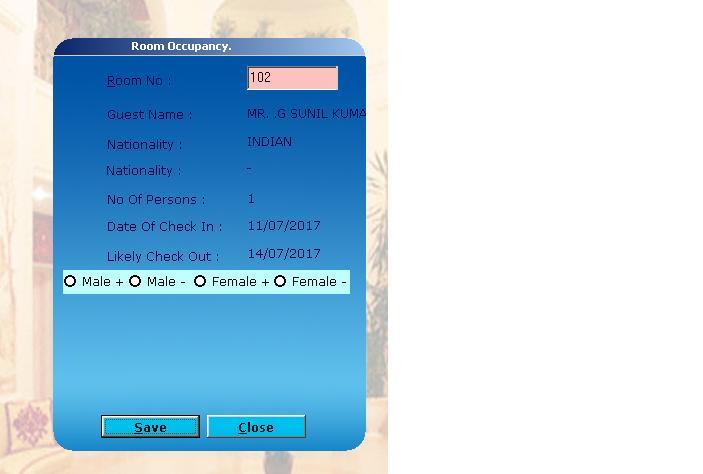 Room Occupancy.
Room No : 102
Guest Name : MR. .G SUNIL KUMA
Nationality : INDIAN
Nationality : -
No Of Persons : 1
Date Of Check In : 11/07/2017
Likely Check Out : 14/07/2017
Male + Male - Female + Female -
Save Close